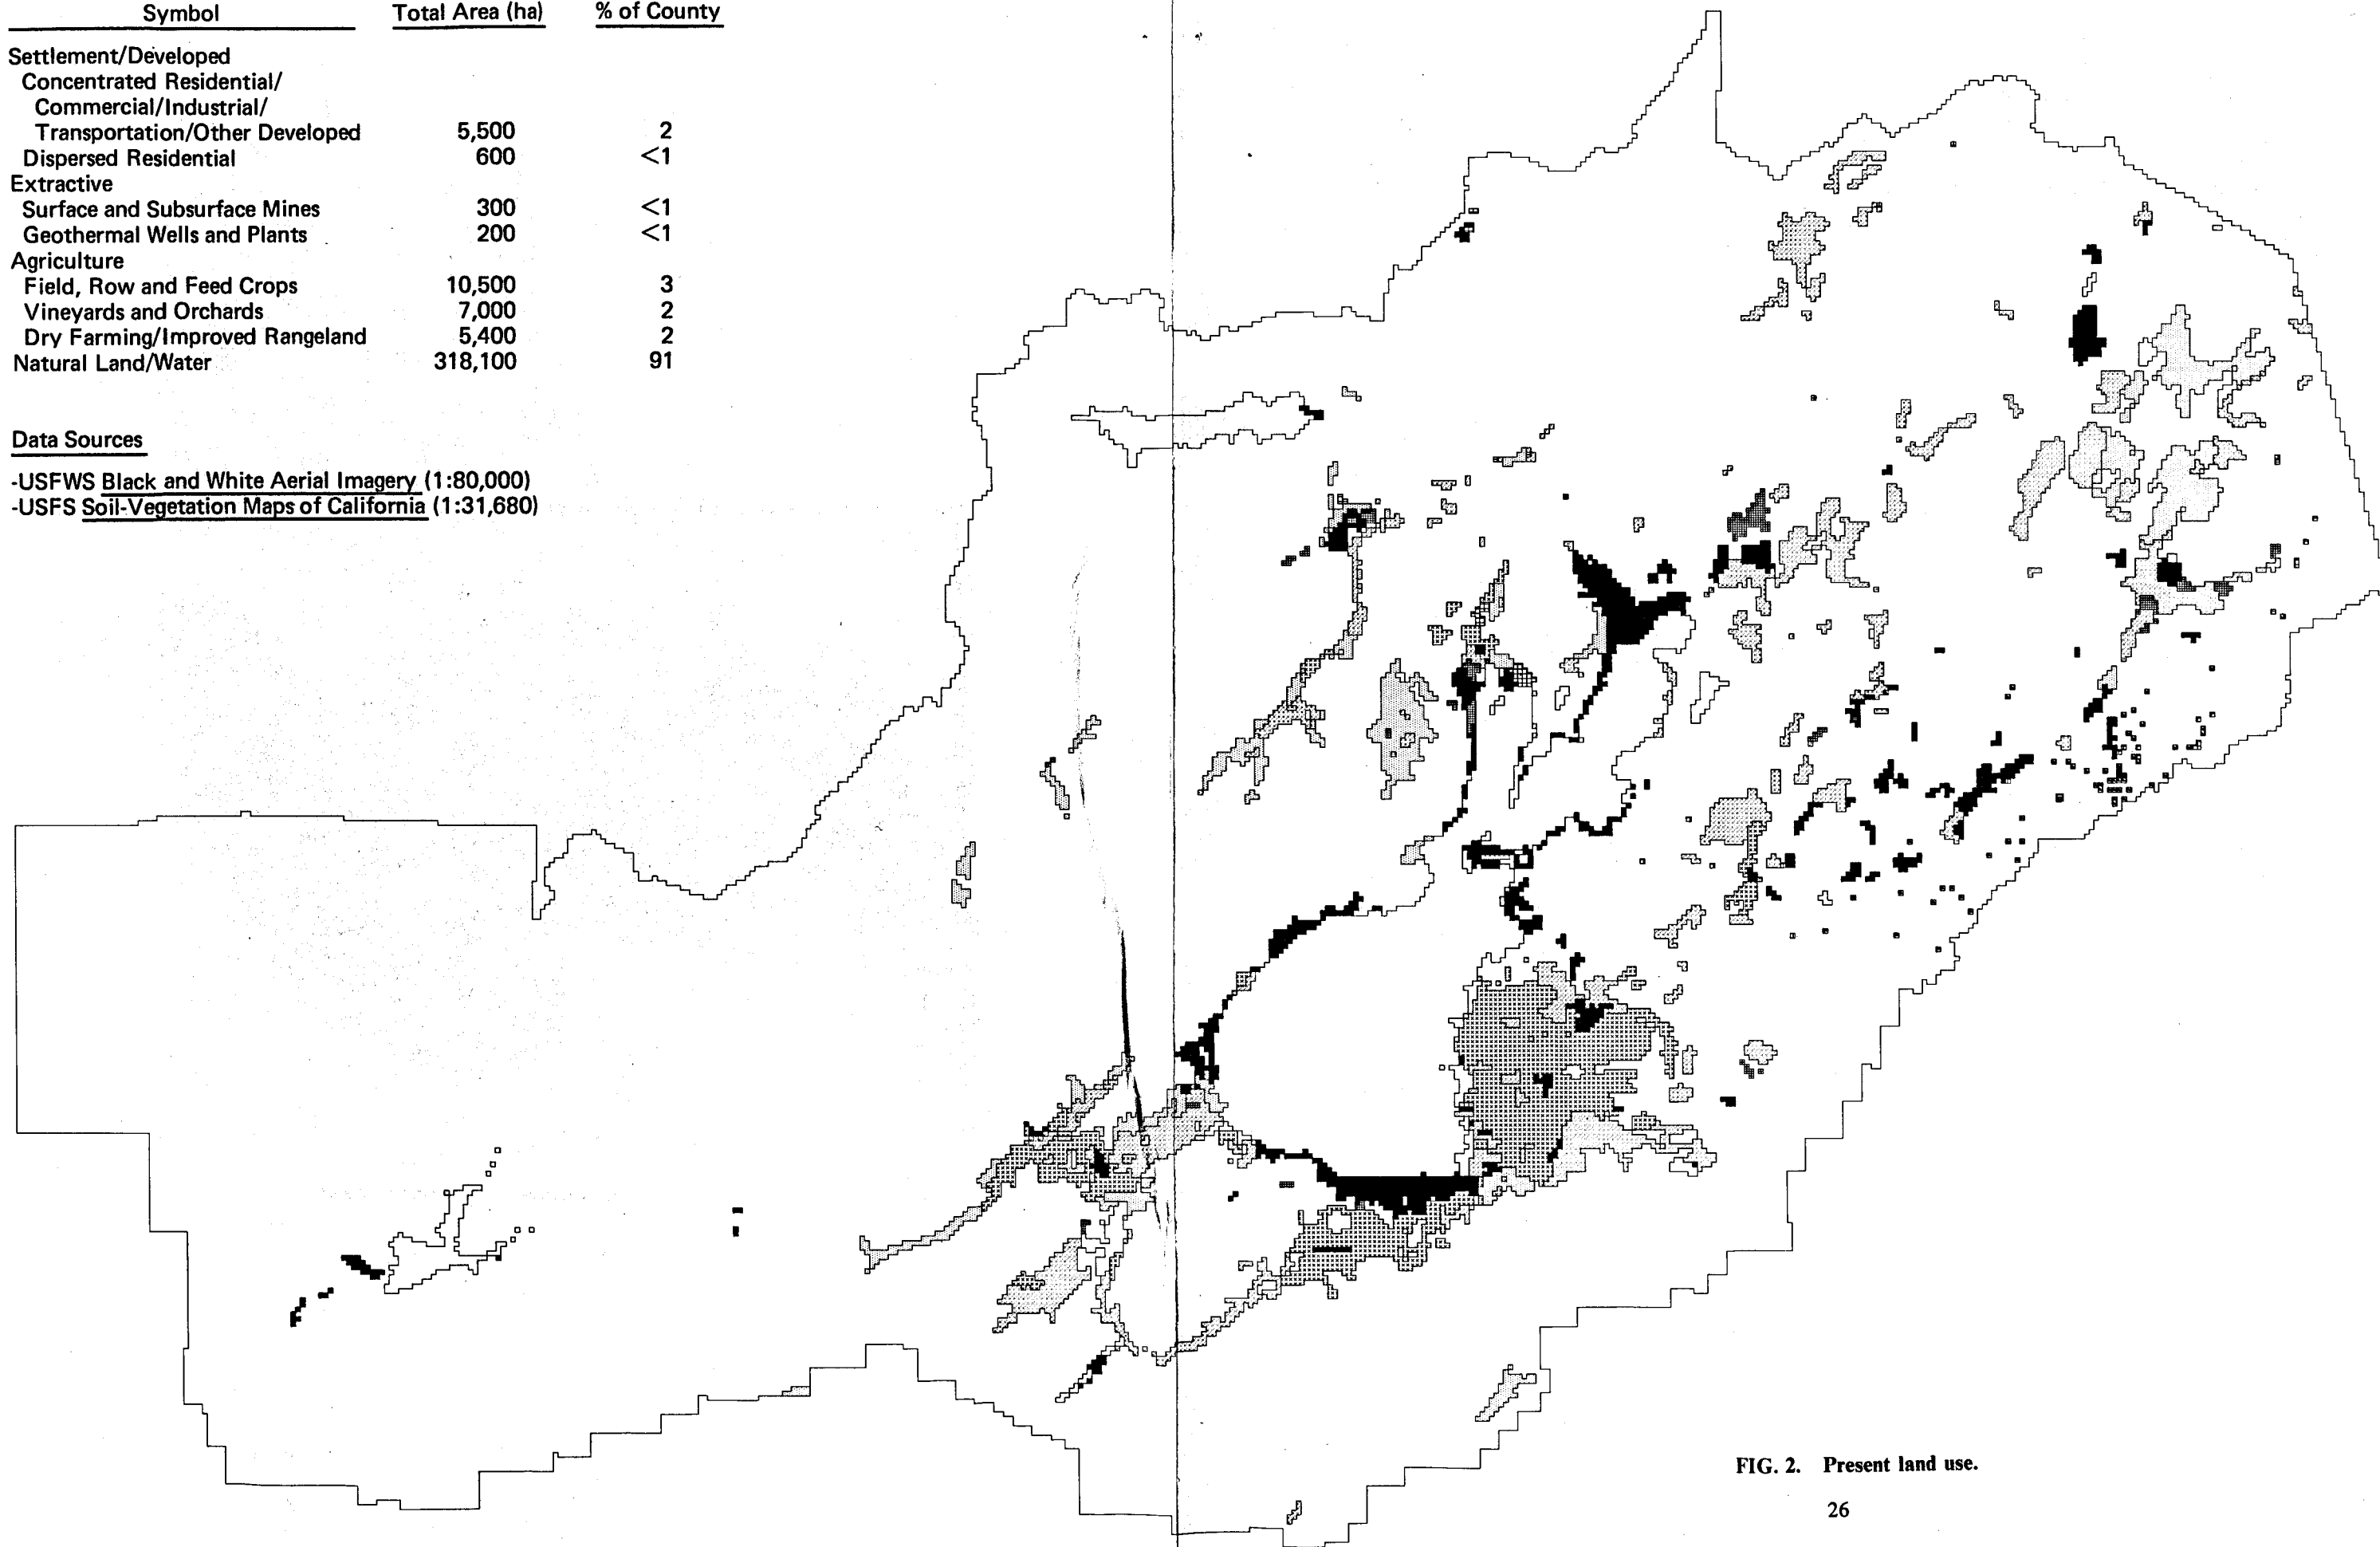 Symbol Total Area (ha) % of County
Settlement/Developed
Concentrated Residential/
Commercial/Industrial/
Transportation/Other Developed 5,500 2
Dispersed Residential 600 <1
Extractive
Surface and Subsurface Mines 300 <1
Geothermal Wells and Plants 200 <1
Agriculture
Field, Row and Feed Crops 10,500 3
Vineyards and Orchards 7,000 2
Dry Farming/Improved Rangeland 5,400 2
Natural Land/Water 318,100 91
Data Sources
-USFWS Black and White Aerial Imagery (1:80,000)
-USFS Soil-Vegetation Maps of California (1:31,680)
FIG. 2. Present land use.
26